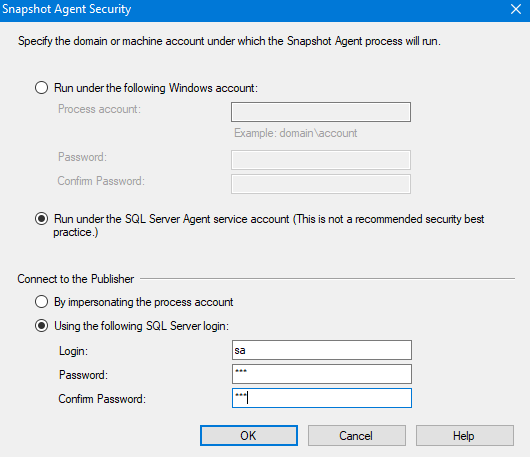 Snapshot Agent Security
Specify the domain or machine account under which the Snapshot Agent process will run.
Run under the following Windows account:
Process account:
Example: domain\account
Password:
Confirm Password:
Run under the SQL Server Agent service account (This is not a recommended security best
practice.)
Connect to the Publisher
By impersonating the process account
Using the following SQL Server login:
Login: sa
Password: ***
Confirm Password: ***
OK Cancel Help